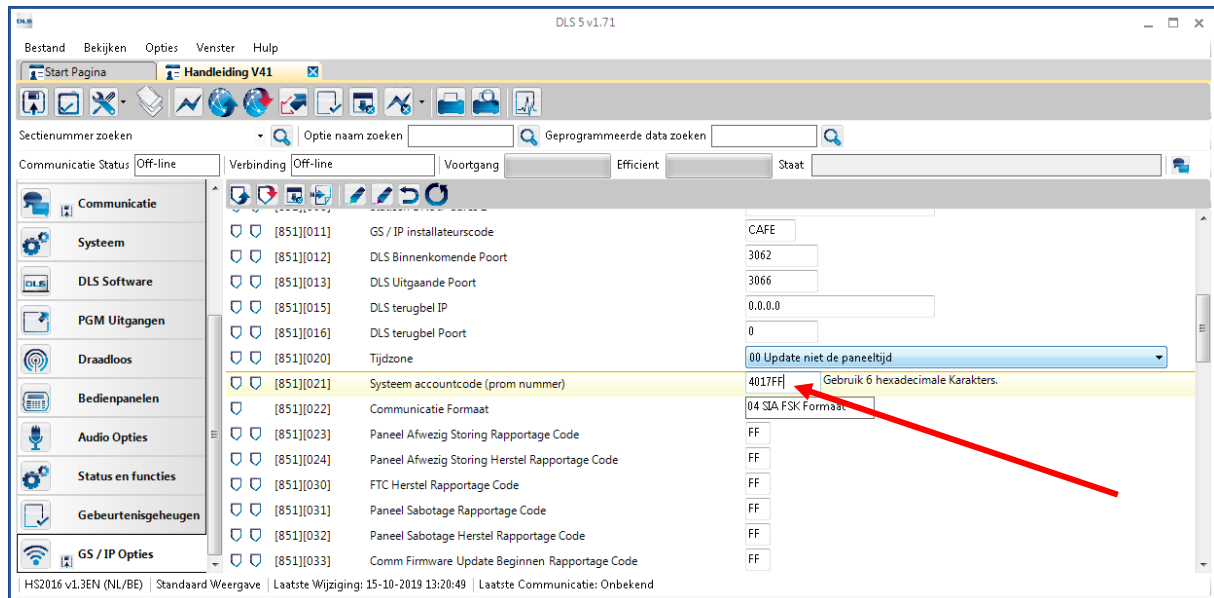 DLS
DLS 5 v1.71
Bestand Bekijken Opties Venster Hulp
Start Pagina Handleiding V41
Sectienummer zoeken Optie naam zoeken Geprogrammeerde data zoeken
Communicatie Status Off-line Verbinding Off-line Voortgang Efficient Staat
Communicatie
Systeem
DLS
DLS Software
PGM Uitgangen
Draadloos
Bedienpanelen
Audio Opties
Status en functies
Gebeurtenisgeheugen
GS / IP Opties
[851][011] GS / IP installateurscode CAFE
[851][012] DLS Binnenkomende Poort 3062
[851][013] DLS Uitgaande Poort 3066
[851][015] DLS terugbel IP 0.0.0.0
[851][016] DLS terugbel Poort 0
[851][020] Tijdzone 00 Update niet de paneeltijd
[851][021] Systeem accountcode (prom nummer) 4017FF Gebruik 6 hexadecimale Karakters.
[851][022] Communicatie Formaat 04 SIA FSK Formaat
[851][023] Paneel Afwezig Storing Rapportage Code FF
[851][024] Paneel Afwezig Storing Herstel Rapportage Code FF
[851][030] FTC Herstel Rapportage Code FF
[851][031] Paneel Sabotage Rapportage Code FF
[851][032] Paneel Sabotage Herstel Rapportage Code FF
[851][033] Comm Firmware Update Beginnen Rapportage Code FF
HS2016 v1.3EN (NL/BE) Standaard Weergave Laatste Wijziging: 15-10-2019 13:20:49 Laatste Communicatie: Onbekend